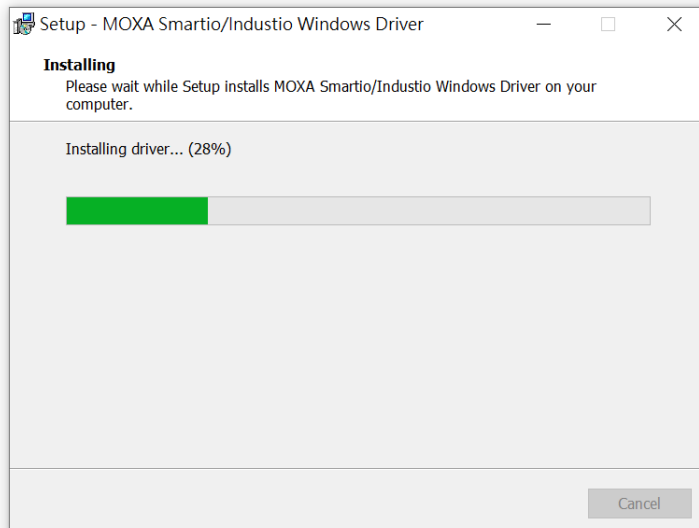 Setup - MOXA Smartio/Industio Windows Driver
Installing
Please wait while Setup installs MOXA Smartio/Industio Windows Driver on your
computer.
Installing driver... (28%)
Cancel